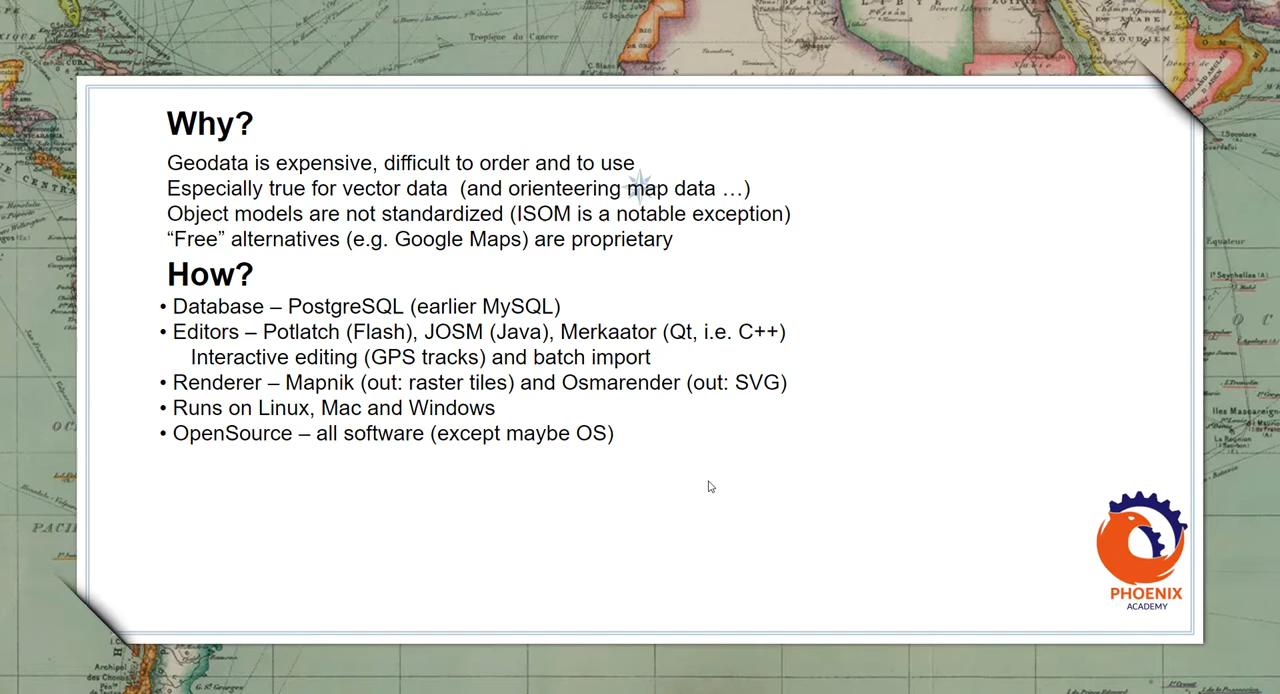 Tropique du Cancer
Why?
Geodata is expensive, difficult to order and to use
Especially true for vector data (and orienteering map data …)
Object models are not standardized (ISOM is a notable exception)
“Free” alternatives (e.g. Google Maps) are proprietary
How?
• Database – PostgreSQL (earlier MySQL)
• Editors – Potlatch (Flash), JOSM (Java), Merkaator (Qt, i.e. C++)
Interactive editing (GPS tracks) and batch import
• Renderer – Mapnik (out: raster tiles) and Osmarender (out: SVG)
• Runs on Linux, Mac and Windows
• OpenSource – all software (except maybe OS)
Equateur
PHOENIX
ACADEMY